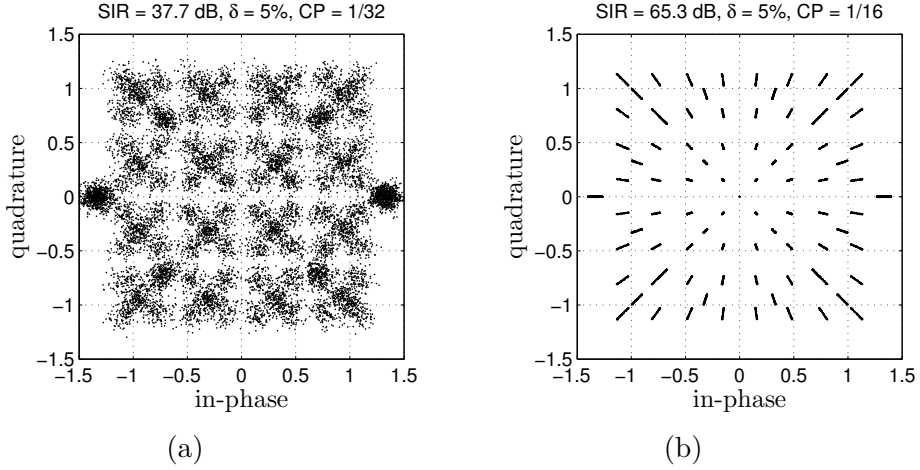 SIR = 37.7 dB, δ = 5%, CP = 1/32
1.5
1
0.5
0
−0.5
−1
−1.5
−1.5 −1 −0.5 0 0.5 1 1.5
quadrature
in-phase
(a)
SIR = 65.3 dB, δ = 5%, CP = 1/16
1.5
1
0.5
0
−0.5
−1
−1.5
−1.5 −1 −0.5 0 0.5 1 1.5
quadrature
in-phase
(b)